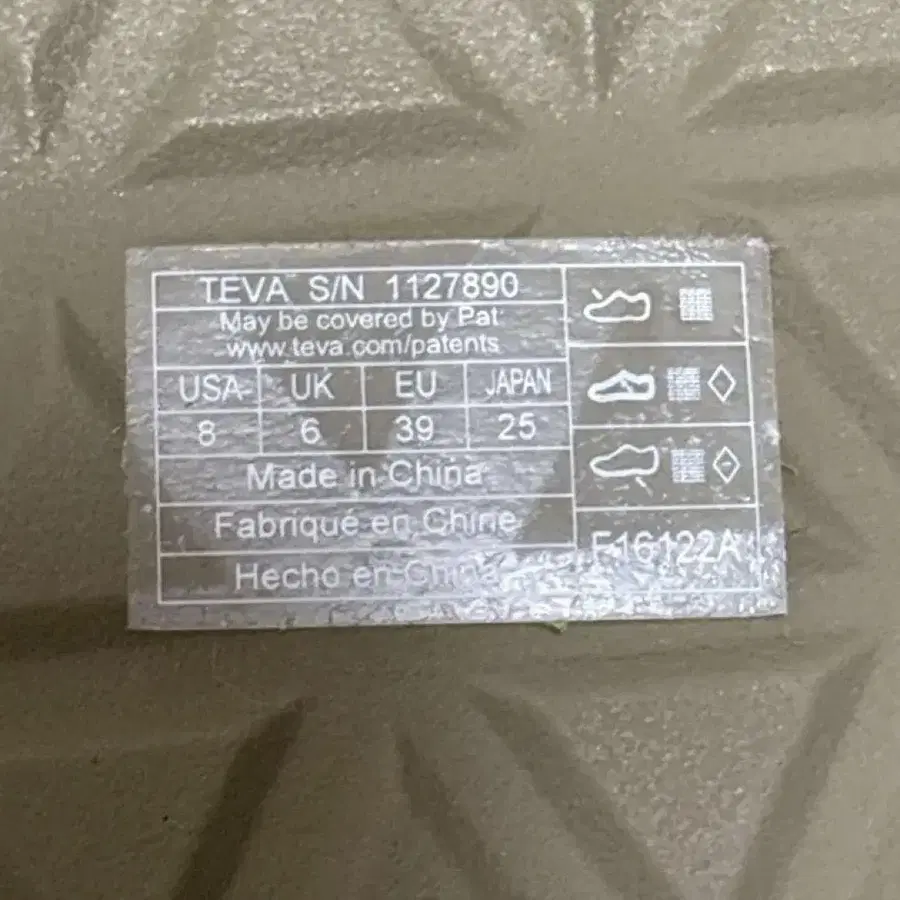 TEVA S/N 1127890
May be covered by Pat
www.teva.com/patents
USA UK EU JAPAN
8 6 39 25
Made in China
Fabriqué en Chine
Hecho en China
F16122A